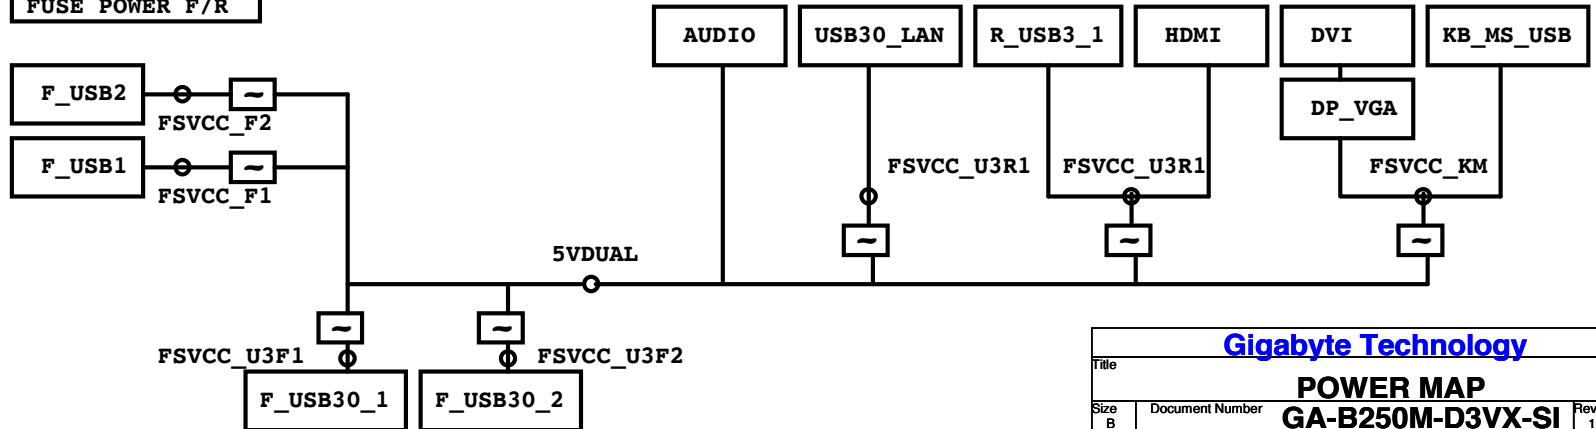 FUSE POWER F/R
AUDIO
USB30_LAN
R_USB3_1
HDMI
DVI
KB_MS_USB
F_USB2
FSVCC_F2
DP_VGA
F_USB1
FSVCC_F1
FSVCC_U3R1
FSVCC_U3R1
FSVCC_KM
5VDUAL
FSVCC_U3F1
FSVCC_U3F2
F_USB30_1
F_USB30_2
Gigabyte Technology
Title
POWER MAP
Size
Document Number
GA-B250M-D3VX-SI
Rev
B
1